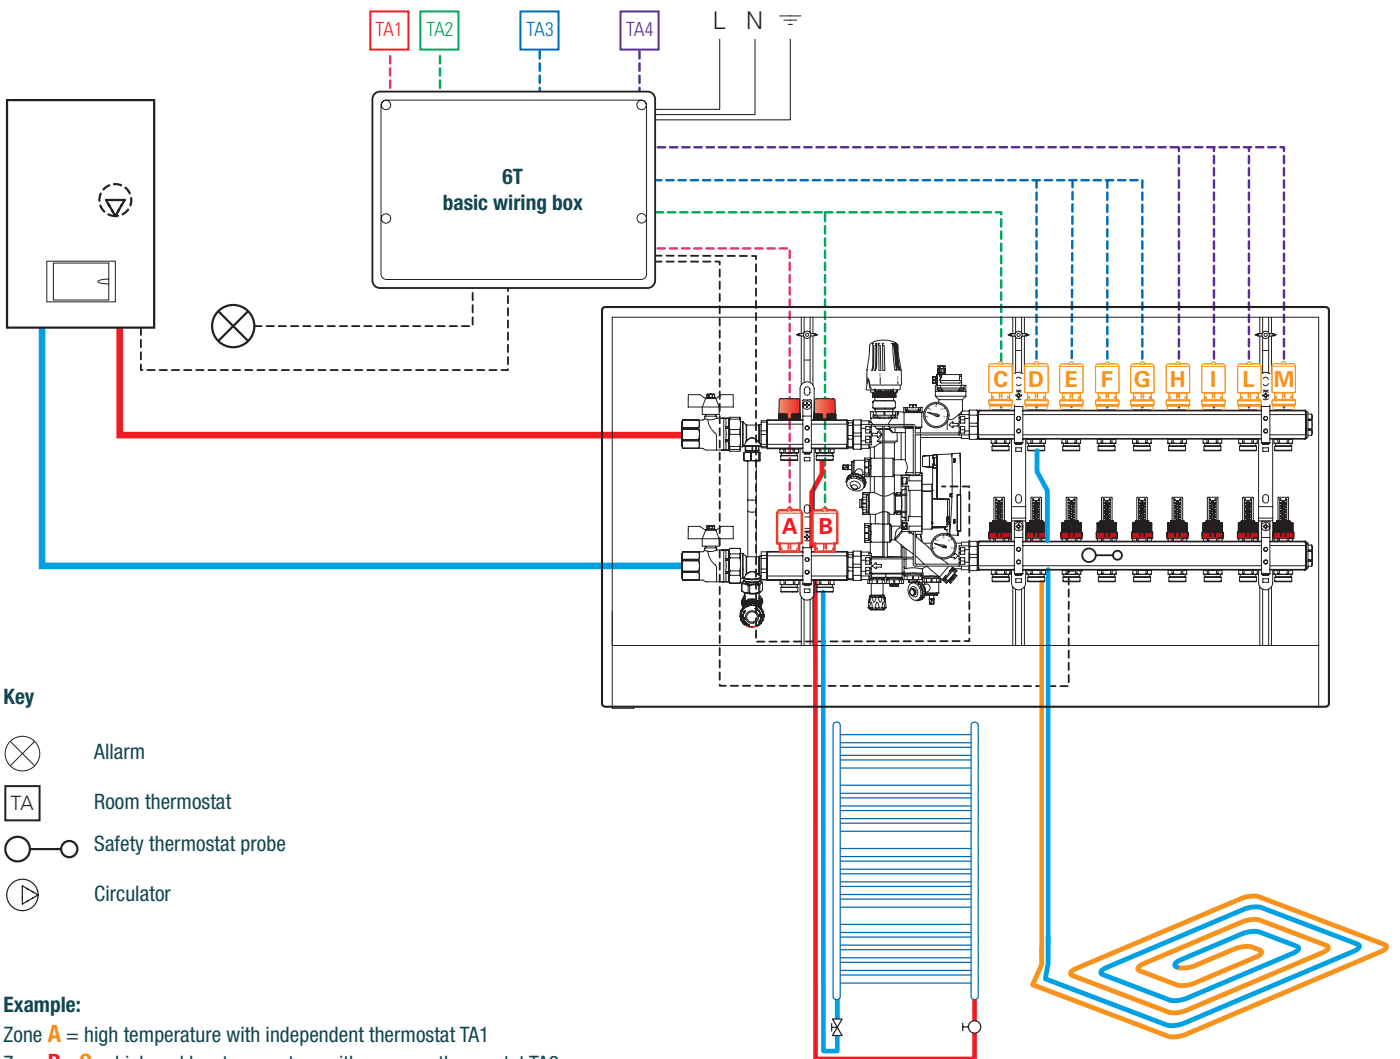 TA1 TA2 TA3 TA4 L N
6T
basic wiring box
C D E F G H I L M
A B
Key
Allarm
TA Room thermostat
Safety thermostat probe
Circulator
Example:
Zone A = high temperature with independent thermostat TA1